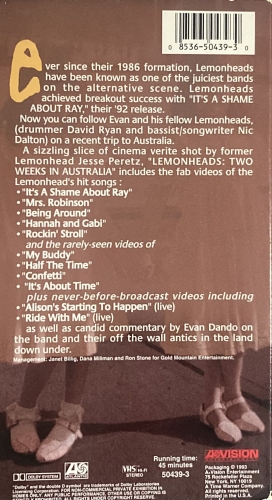 0 8536-50439-3 0
ever since their 1986 formation, Lemonheads
have been known as one of the juiciest bands
on the alternative scene. Lemonheads
achieved breakout success with "IT'S A SHAME
ABOUT RAY," their '92 release.
Now you can follow Evan and his fellow Lemonheads,
(drummer David Ryan and bassist/songwriter Nic
Dalton) on a recent trip to Australia.
A sizzling slice of cinema verite shot by former
Lemonhead Jesse Peretz, "LEMONHEADS: TWO
WEEKS IN AUSTRALIA" includes the fab videos of
the Lemonhead's hit songs :
• "It's A Shame About Ray"
• "Mrs. Robinson"
• "Being Around"
• "Hannah and Gabi"
• "Rockin' Stroll"
and the rarely-seen videos of
• "My Buddy"
• "Half The Time"
• "Confetti"
• "It's About Time"
plus never-before-broadcast videos including
• "Alison's Starting To Happen" (live)
• "Ride With Me" (live)
as well as candid commentary by Evan Dando on
the band and their off the wall antics in the land
down under.
Management: Janet Billig, Dana Millman and Ron Stone for Gold Mountain Entertainment.
DOLBY SYSTEM
ATLANTIC
VHS Hi-Fi
STEREO
Running time:
45 minutes
50439-3
A★VISION
ENTERTAINMENT
Packaging © 1993
A*Vision Entertainment
75 Rockefeller Plaza
New York, NY 10019
A Time Warner Company.
All rights reserved.
Printed in the U.S.A.
"Dolby" and the double D symbol are trademarks of Dolby Laboratories
Licensing Corporation. FOR NON-COMMERCIAL PRIVATE EXHIBITION IN
HOMES ONLY. ANY PUBLIC PERFORMANCE, OTHER USE OR COPYING IS
STRICTLY PROHIBITED. ALL RIGHTS UNDER COPYRIGHT RESERVED.